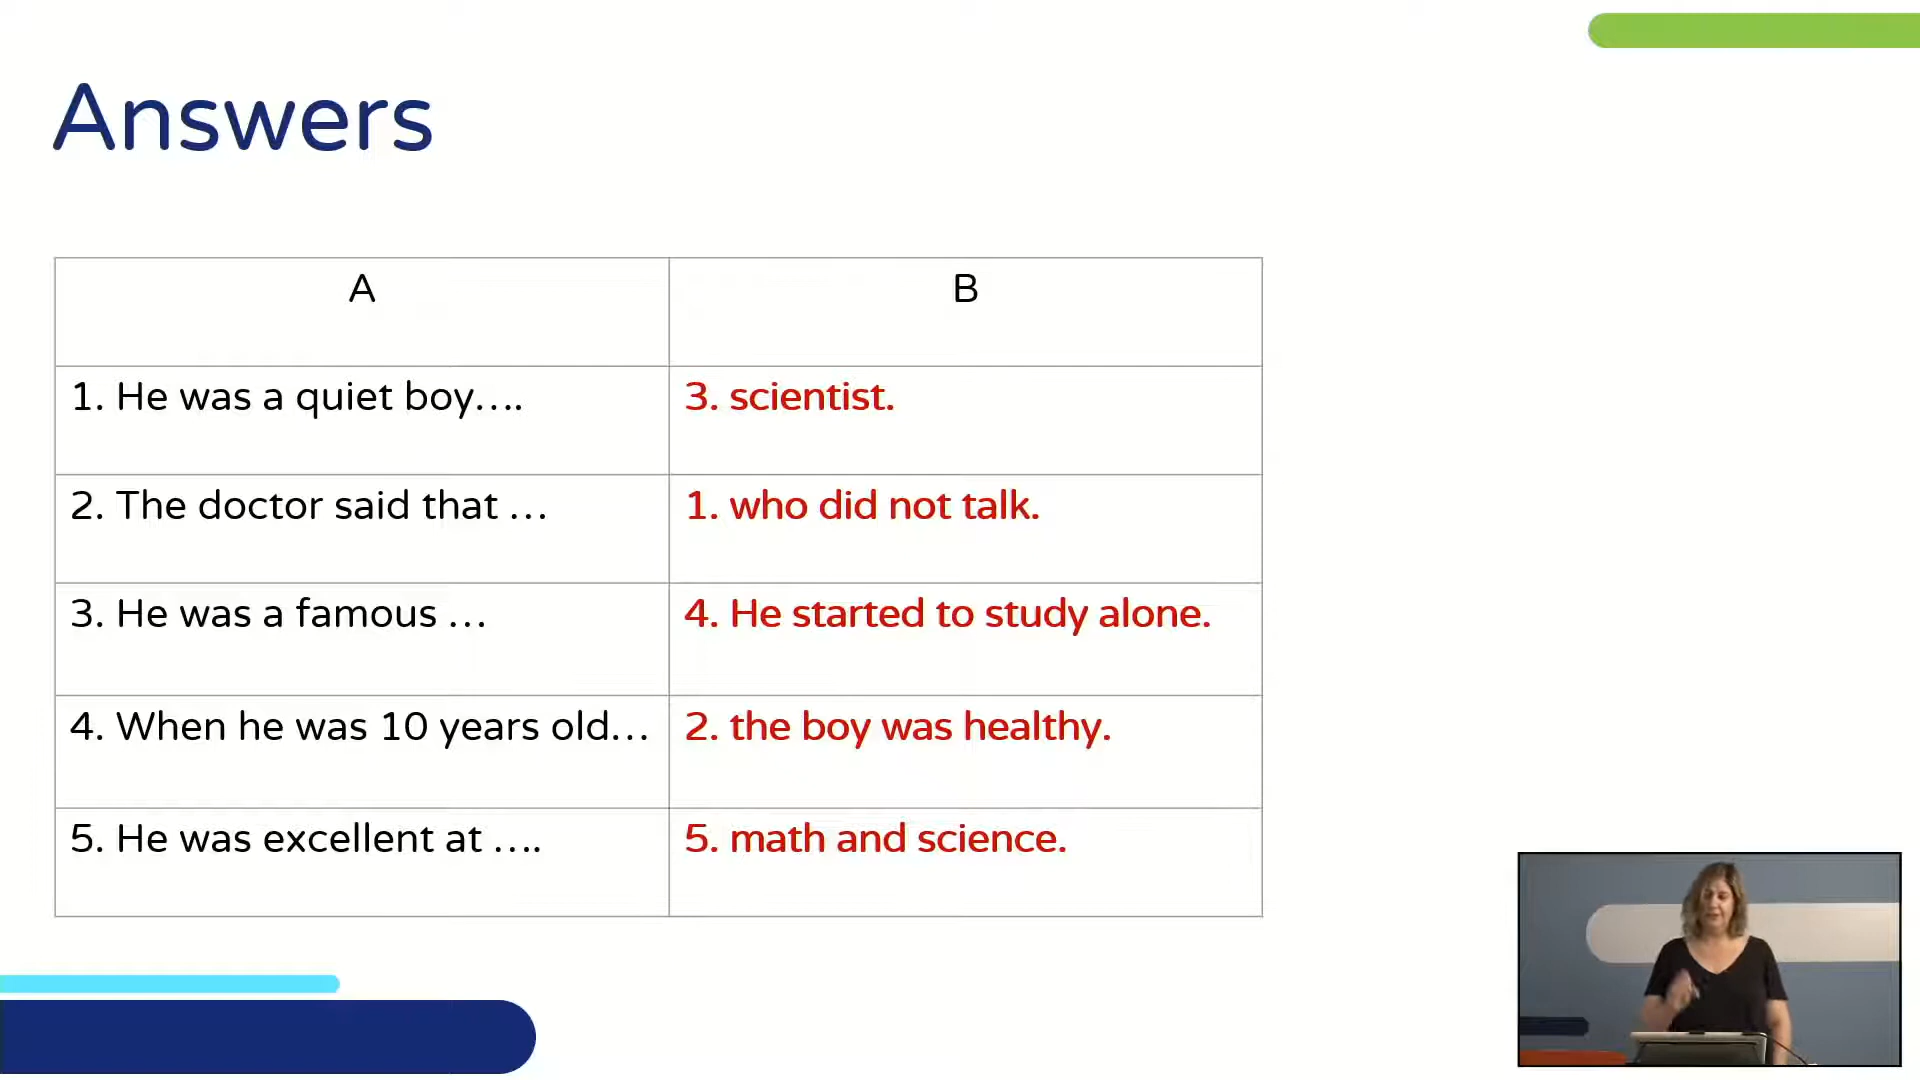 Answers
A
B
1. He was a quiet boy....
3. scientist.
2. The doctor said that ...
1. who did not talk.
3. He was a famous ...
4. He started to study alone.
4. When he was 10 years old...
2. the boy was healthy.
5. He was excellent at ....
5. math and science.